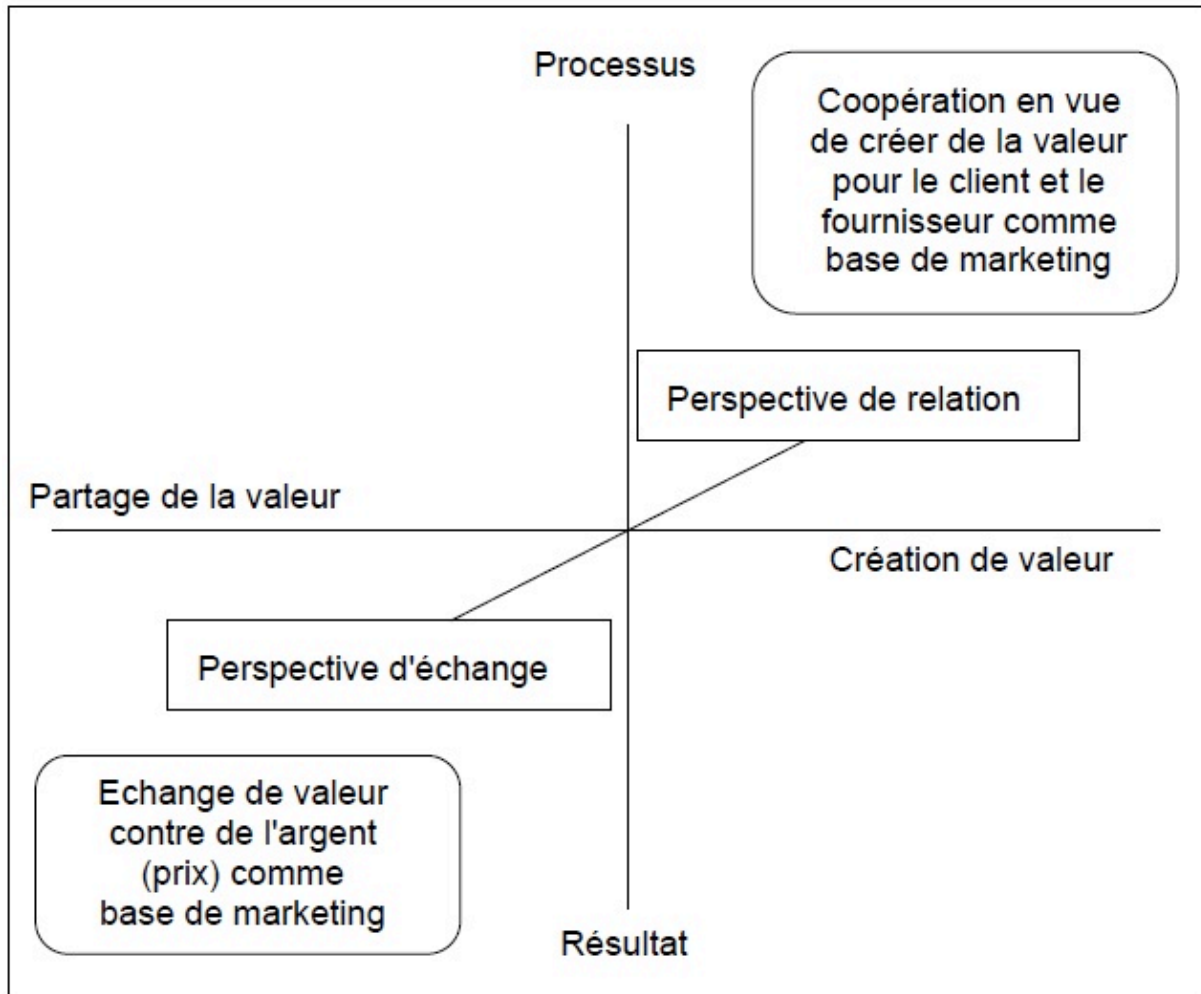 Processus
Coopération en vue
de créer de la valeur
pour le client et le
fournisseur comme
base de marketing
Perspective de relation
Partage de la valeur
Création de valeur
Perspective d'échange
Echange de valeur
contre de l'argent
(prix) comme
base de marketing
Résultat